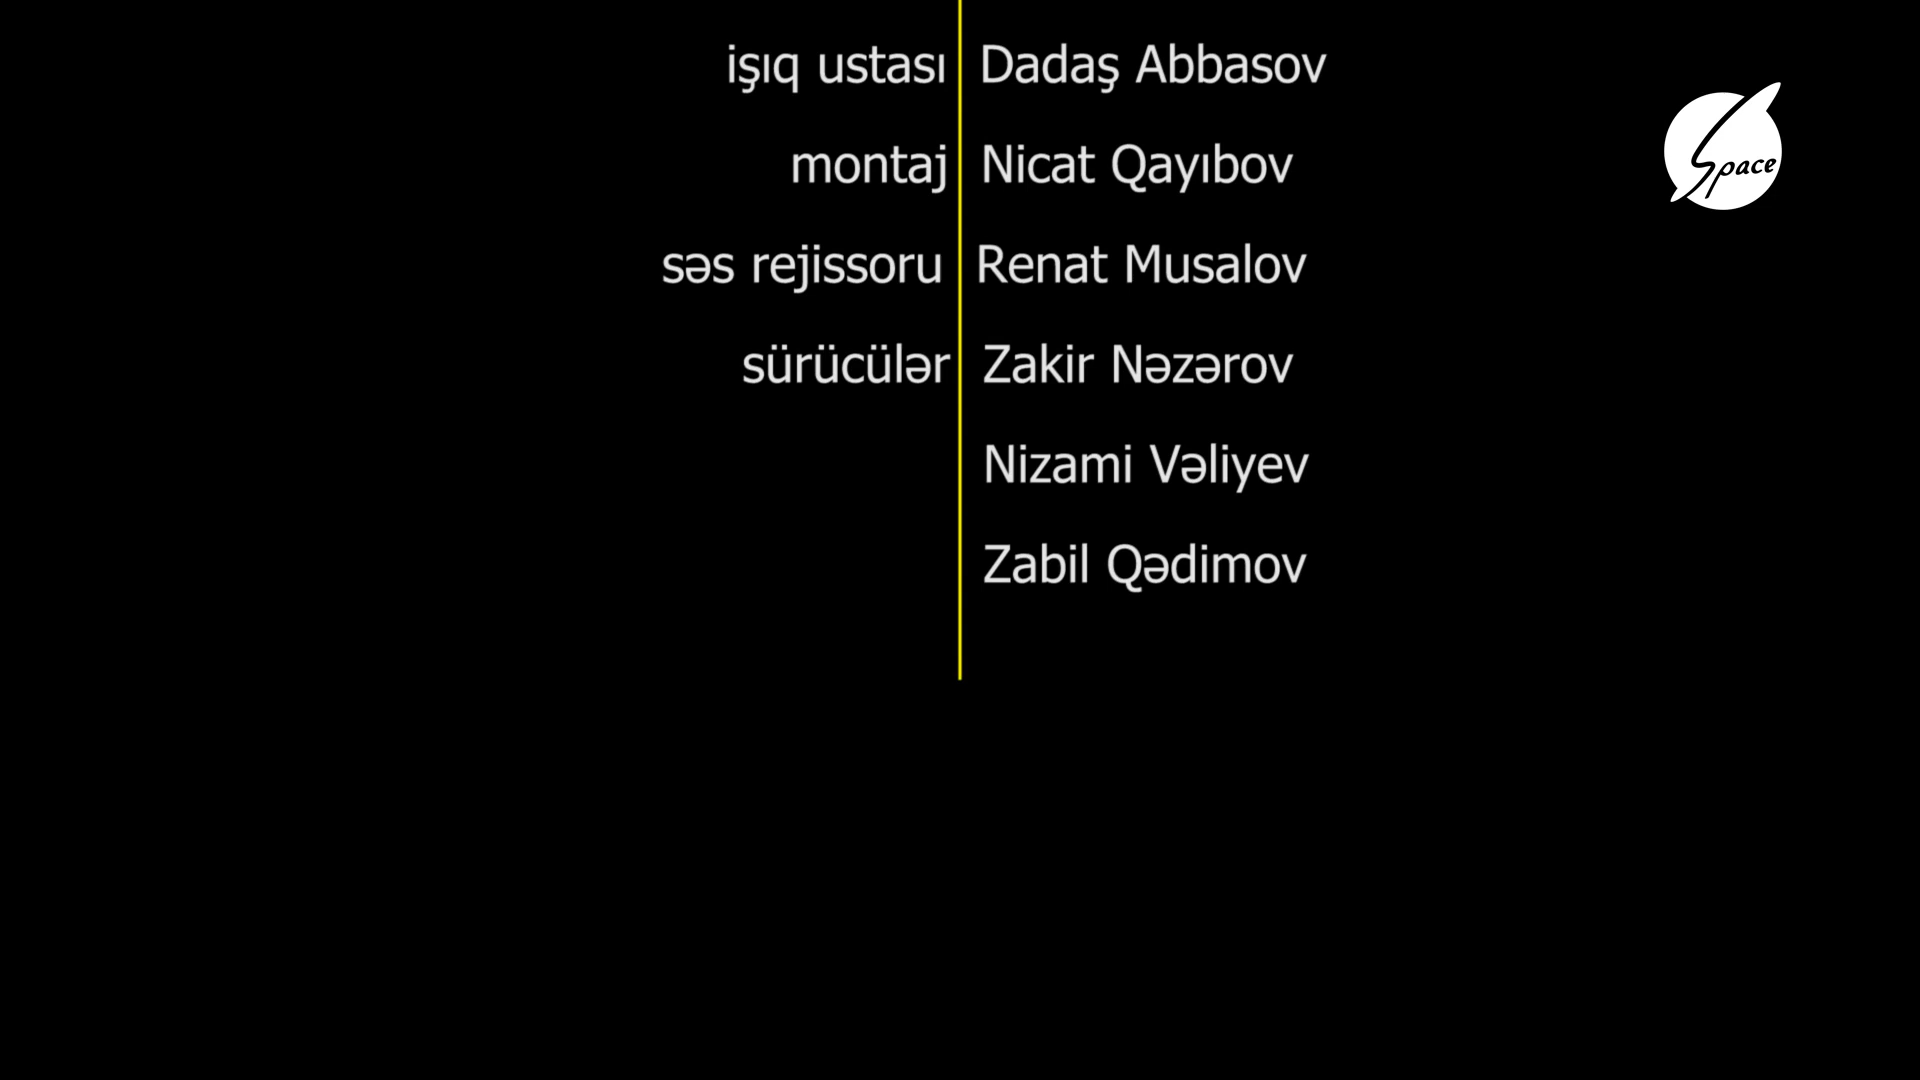 işıq ustası Dadaş Abbasov
montaj Nicat Qayıbov
səs rejissoru Renat Musalov
sürücülər Zakir Nəzərov
Nizami Vəliyev
Zabil Qədimov
Space